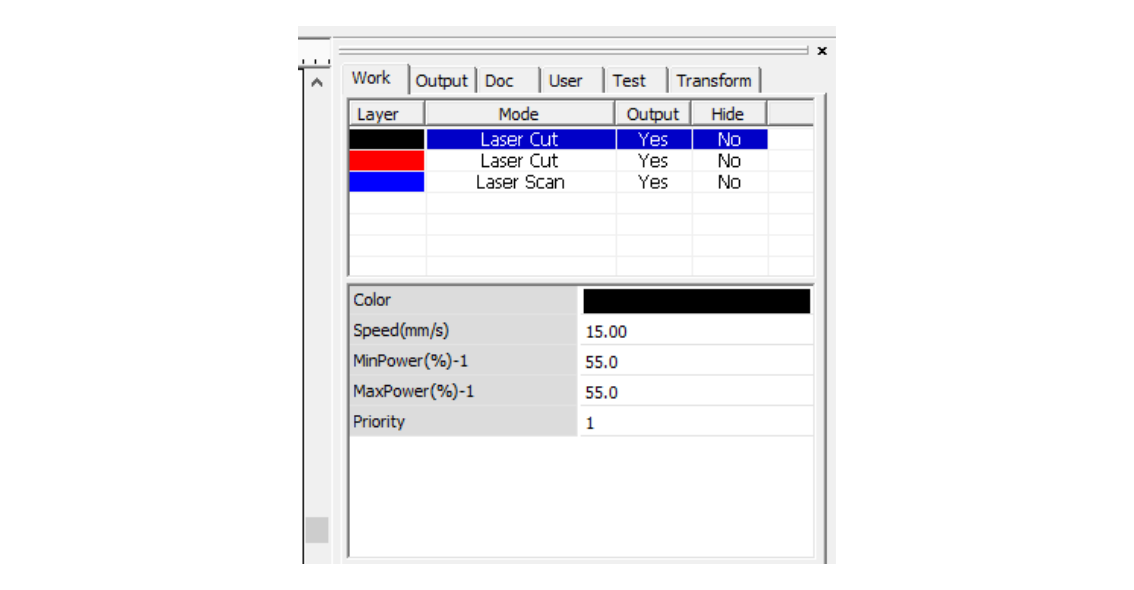 Work Output Doc User Test Transform
Layer Mode Output Hide
Laser Cut Yes No
Laser Cut Yes No
Laser Scan Yes No
Color
Speed(mm/s) 15.00
MinPower(%)-1 55.0
MaxPower(%)-1 55.0
Priority 1